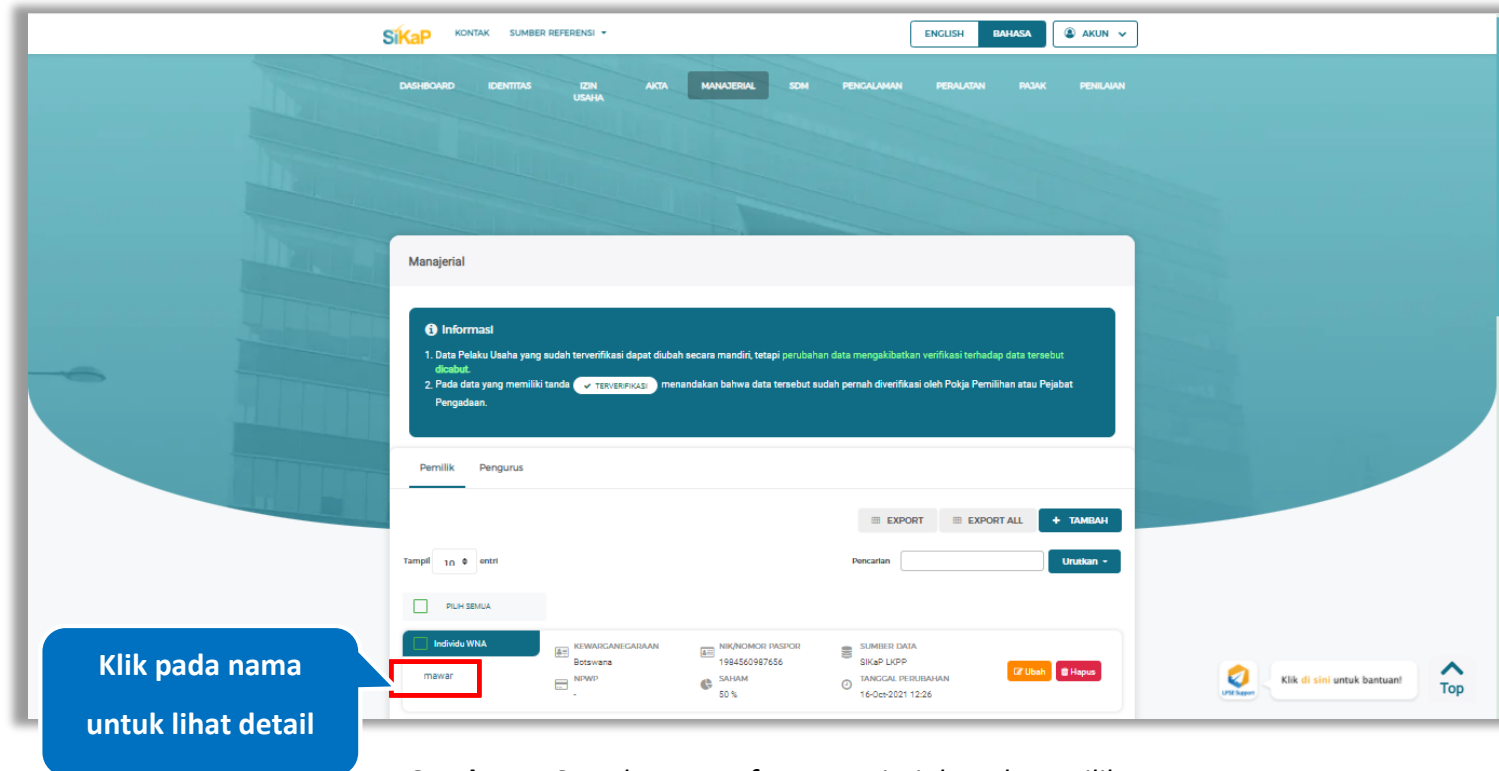 SiKaP KONTAK SUMBER REFERENSI ENGLISH BAHASA AKUN
DASHBOARD IDENTITAS IZIN USAHA AKTA MANAJERIAL SDM PENGALAMAN PERALATAN PAJAK PENILAIAN
Manajerial
Informasi
1. Data Pelaku Usaha yang sudah terverifikasi dapat diubah secara mandiri, tetapi perubahan data mengakibatkan verifikasi terhadap data tersebut
dicabut.
2. Pada data yang memiliki tanda TERVERIFIKASI menandakan bahwa data tersebut sudah pernah diverifikasi oleh Pokja Pemilihan atau Pejabat
Pengadaan.
Pemilik Pengurus
EXPORT EXPORT ALL + TAMBAH
Tampil 10 entri Pencarian Urutkan
PILIH SEMUA
Individu WNA
mawar
KEWARGANEGARAAN
Botswana
NPWP
-
NIK/NOMOR PASPOR
1984560987656
SAHAM
50 %
SUMBER DATA
SIKaP LKPP
TANGGAL PERUBAHAN
16-Oct-2021 12:26
Ubah Hapus
Klik pada nama
untuk lihat detail
LPSE Support
Klik di sini untuk bantuan!
Top